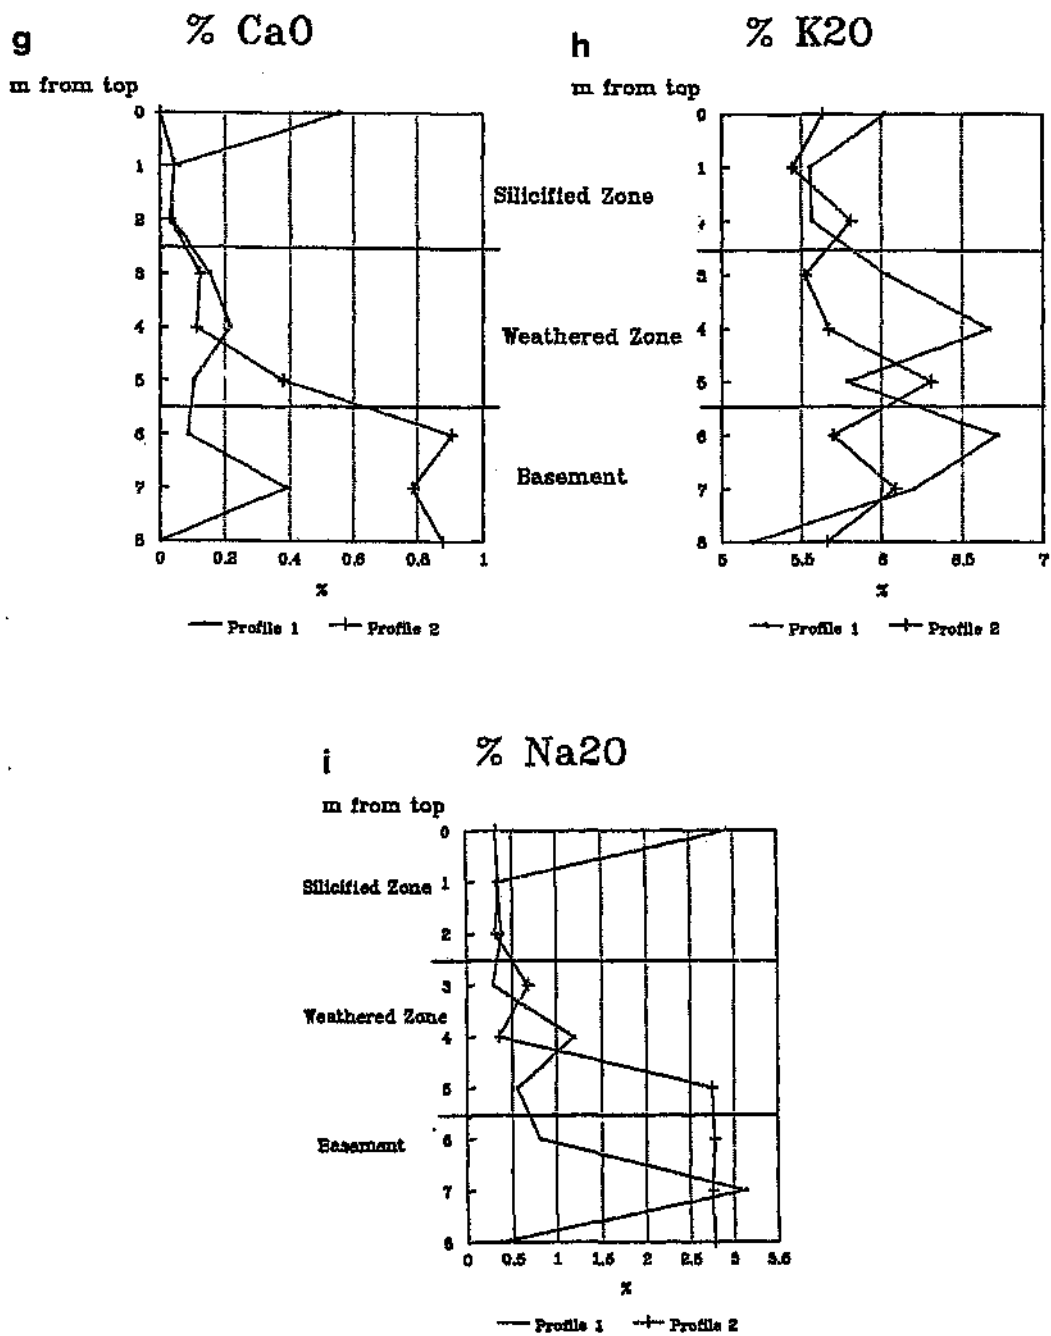 g
% CaO
m from top
0
1
2
3
4
5
6
7
8
Silicified Zone
Weathered Zone
Basement
0 0.2 0.4 0.6 0.8 1
%
Profile 1 Profile 2
h
% K2O
m from top
0
1
3
4
5
6
7
8
5 5.5 6 6.5 7
%
Profile 1 Profile 2
i
% Na2O
m from top
0
Silicified Zone 1
2
3
Weathered Zone
4
5
Basement 6
7
8
0 0.5 1 1.5 2 2.5 3 3.5
%
Profile 1 Profile 2